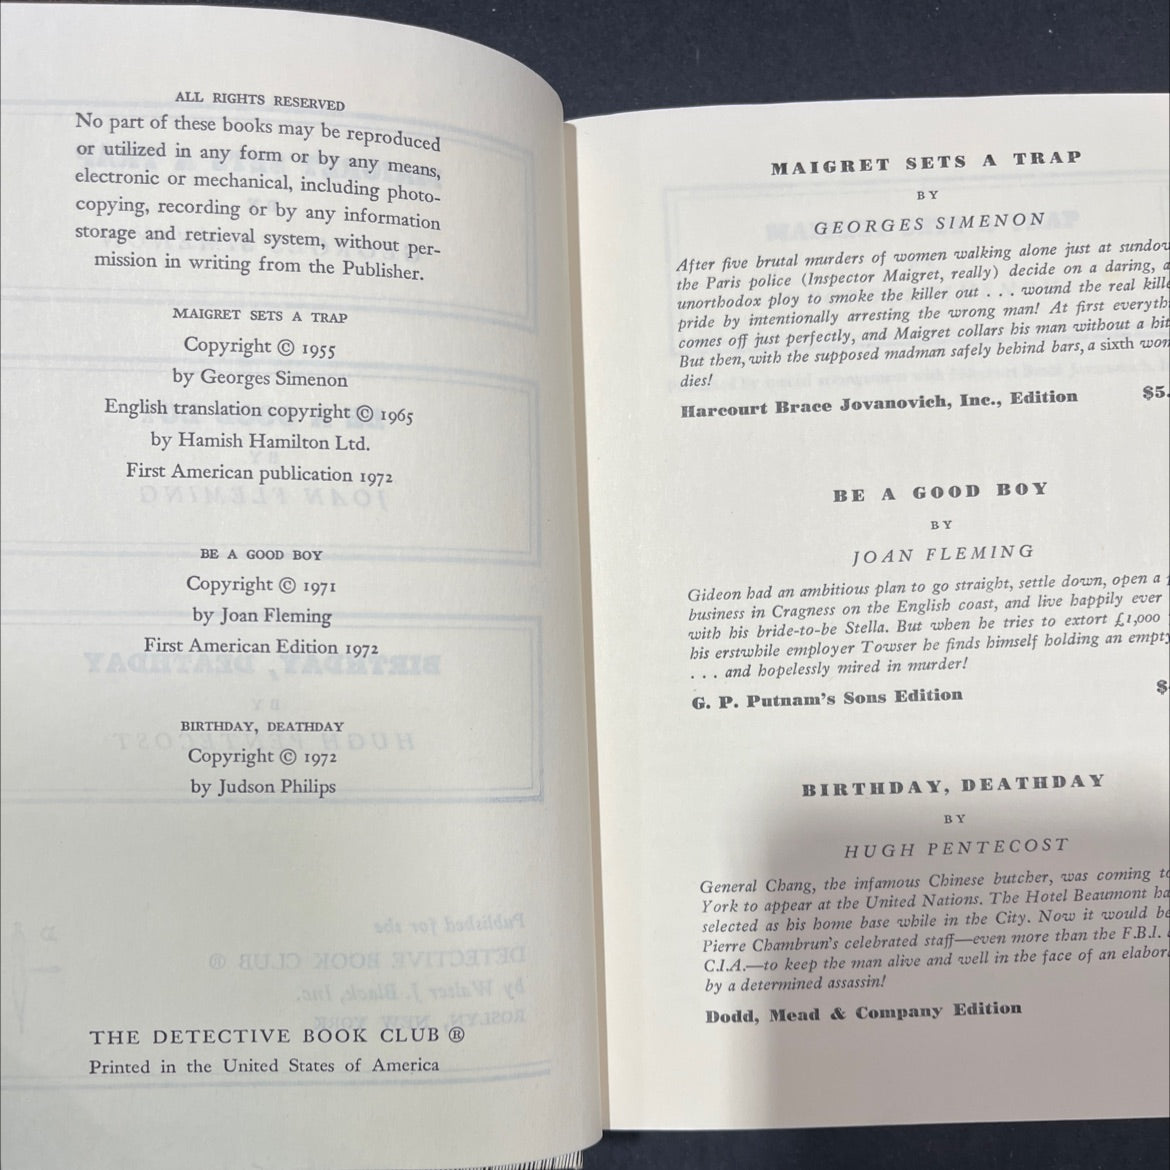 ALL RIGHTS RESERVED
No part of these books may be reproduced
or utilized in any form or by any means,
electronic or mechanical, including photo-
copying, recording or by any information
storage and retrieval system, without per-
mission in writing from the Publisher.
MAIGRET SETS A TRAP
Copyright © 1955
by Georges Simenon
English translation copyright © 1965
by Hamish Hamilton Ltd.
First American publication 1972
BE A GOOD BOY
Copyright © 1971
by Joan Fleming
First American Edition 1972
BIRTHDAY, DEATHDAY
Copyright © 1972
by Judson Philips
THE DETECTIVE BOOK CLUB ®
Printed in the United States of America
MAIGRET SETS A TRAP
BY
GEORGES SIMENON
After five brutal murders of women walking alone just at
the Paris police (Inspector Maigret, really) decide on a daring,
unorthodox ploy to smoke the killer out . . . wound the real
pride by intentionally arresting the wrong man! At first
comes off just perfectly, and Maigret collars his man without a
But then, with the supposed madman safely behind bars, a sixth
dies!
Harcourt Brace Jovanovich, Inc., Edition $5.
BE A GOOD BOY
BY
JOAN FLEMING
Gideon had an ambitious plan to go straight, settle down, open a
business in Cragness on the English coast, and live happily ever
with his bride-to-be Stella. But when he tries to extort £1,000
his erstwhile employer Towser he finds himself holding an empty
. . . and hopelessly mired in murder!
G. P. Putnam's Sons Edition $
BIRTHDAY, DEATHDAY
BY
HUGH PENTECOST
General Chang, the infamous Chinese butcher, was coming
York to appear at the United Nations. The Hotel Beaumont
selected as his home base while in the City. Now it would
Pierre Chambrun's celebrated staff—even more than the F.B.I.
C.I.A.—to keep the man alive and well in the face of an
by a determined assassin!
Dodd, Mead & Company Edition